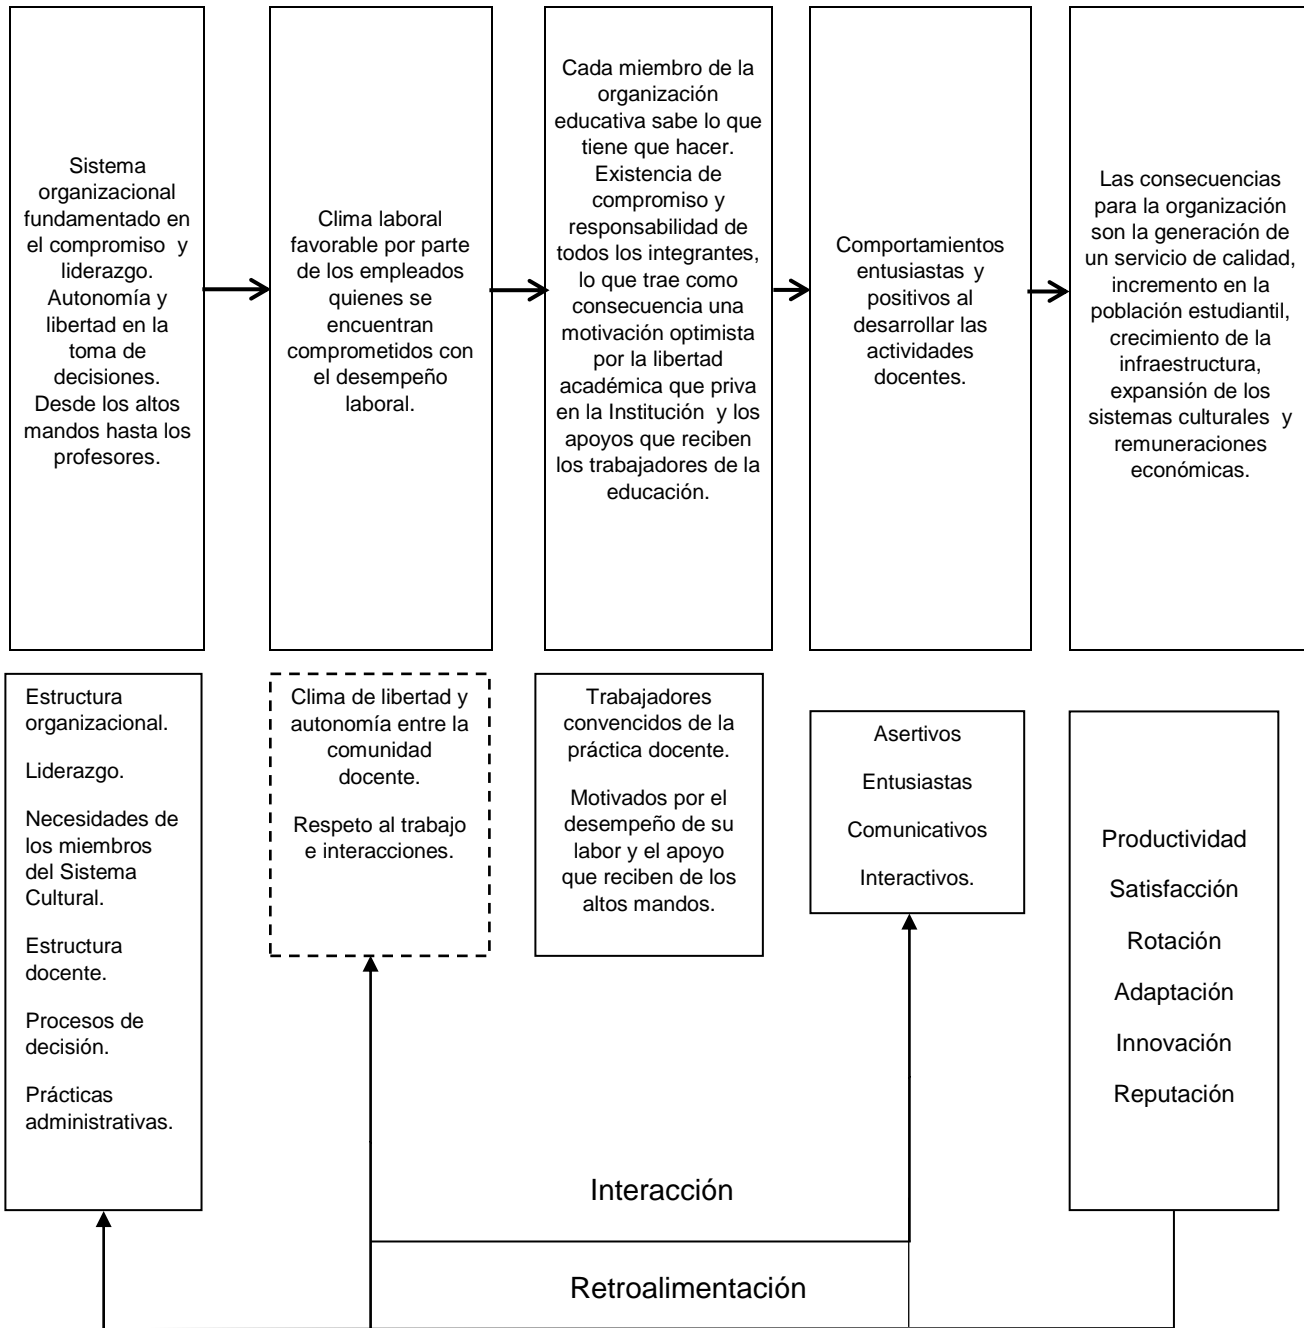 Sistema
organizacional
fundamentado en
el compromiso y
liderazgo.
Autonomía y
libertad en la
toma de
decisiones.
Desde los altos
mandos hasta los
profesores.
Clima laboral
favorable por parte
de los empleados
quienes se
encuentran
comprometidos con
el desempeño
laboral.
Cada miembro de la
organización
educativa sabe lo que
tiene que hacer.
Existencia de
compromiso y
responsabilidad de
todos los integrantes,
lo que trae como
consecuencia una
motivación optimista
por la libertad
académica que priva
en la Institución y los
apoyos que reciben
los trabajadores de la
educación.
Comportamientos
entusiastas y
positivos al
desarrollar las
actividades
docentes.
Las consecuencias
para la organización
son la generación de
un servicio de calidad,
incremento en la
población estudiantil,
crecimiento de la
infraestructura,
expansión de los
sistemas culturales y
remuneraciones
económicas.
Estructura
organizacional.
Liderazgo.
Necesidades de
los miembros
del Sistema
Cultural.
Estructura
docente.
Procesos de
decisión.
Prácticas
administrativas.
Clima de libertad y
autonomía entre la
comunidad
docente.
Respeto al trabajo
e interacciones.
Trabajadores
convencidos de la
práctica docente.
Motivados por el
desempeño de su
labor y el apoyo
que reciben de los
altos mandos.
Asertivos
Entusiastas
Comunicativos
Interactivos.
Productividad
Satisfacción
Rotación
Adaptación
Innovación
Reputación
Interacción
Retroalimentación